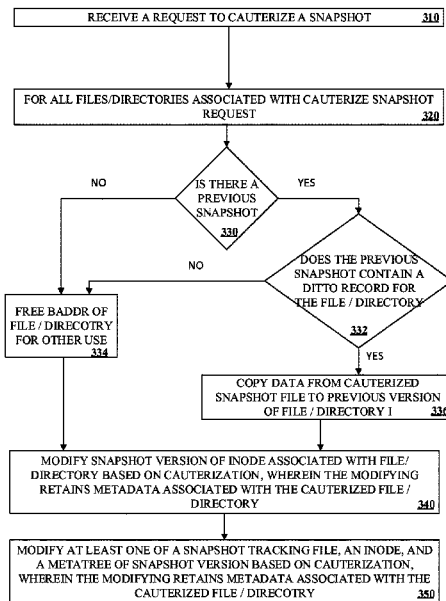 RECEIVE A REQUEST TO CAUTERIZE A SNAPSHOT
310
FOR ALL FILES/DIRECTORIES ASSOCIATED WITH CAUTERIZE SNAPSHOT
REQUEST
320
NO
IS THERE A
PREVIOUS
SNAPSHOT
330
YES
NO
DOES THE PREVIOUS
SNAPSHOT CONTAIN A
DITTO RECORD FOR
THE FILE / DIRECTORY
332
FREE BADDR OF
FILE / DIRECOTRY
FOR OTHER USE
334
YES
COPY DATA FROM CAUTERIZED
SNAPSHOT FILE TO PREVIOUS VERSION
OF FILE / DIRECTORY I
336
MODIFY SNAPSHOT VERSION OF INODE ASSOCIATED WITH FILE/
DIRECTORY BASED ON CAUTERIZATION, WHEREIN THE MODIFYING
RETAINS METADATA ASSOCIATED WITH THE CAUTERIZED FILE /
DIRECTORY
340
MODIFY AT LEAST ONE OF A SNAPSHOT TRACKING FILE, AN INODE, AND
A METATREE OF SNAPSHOT VERSION BASED ON CAUTERIZATION,
WHEREIN THE MODIFYING RETAINS METADATA ASSOCIATED WITH THE
CAUTERIZED FILE / DIRECOTRY
350